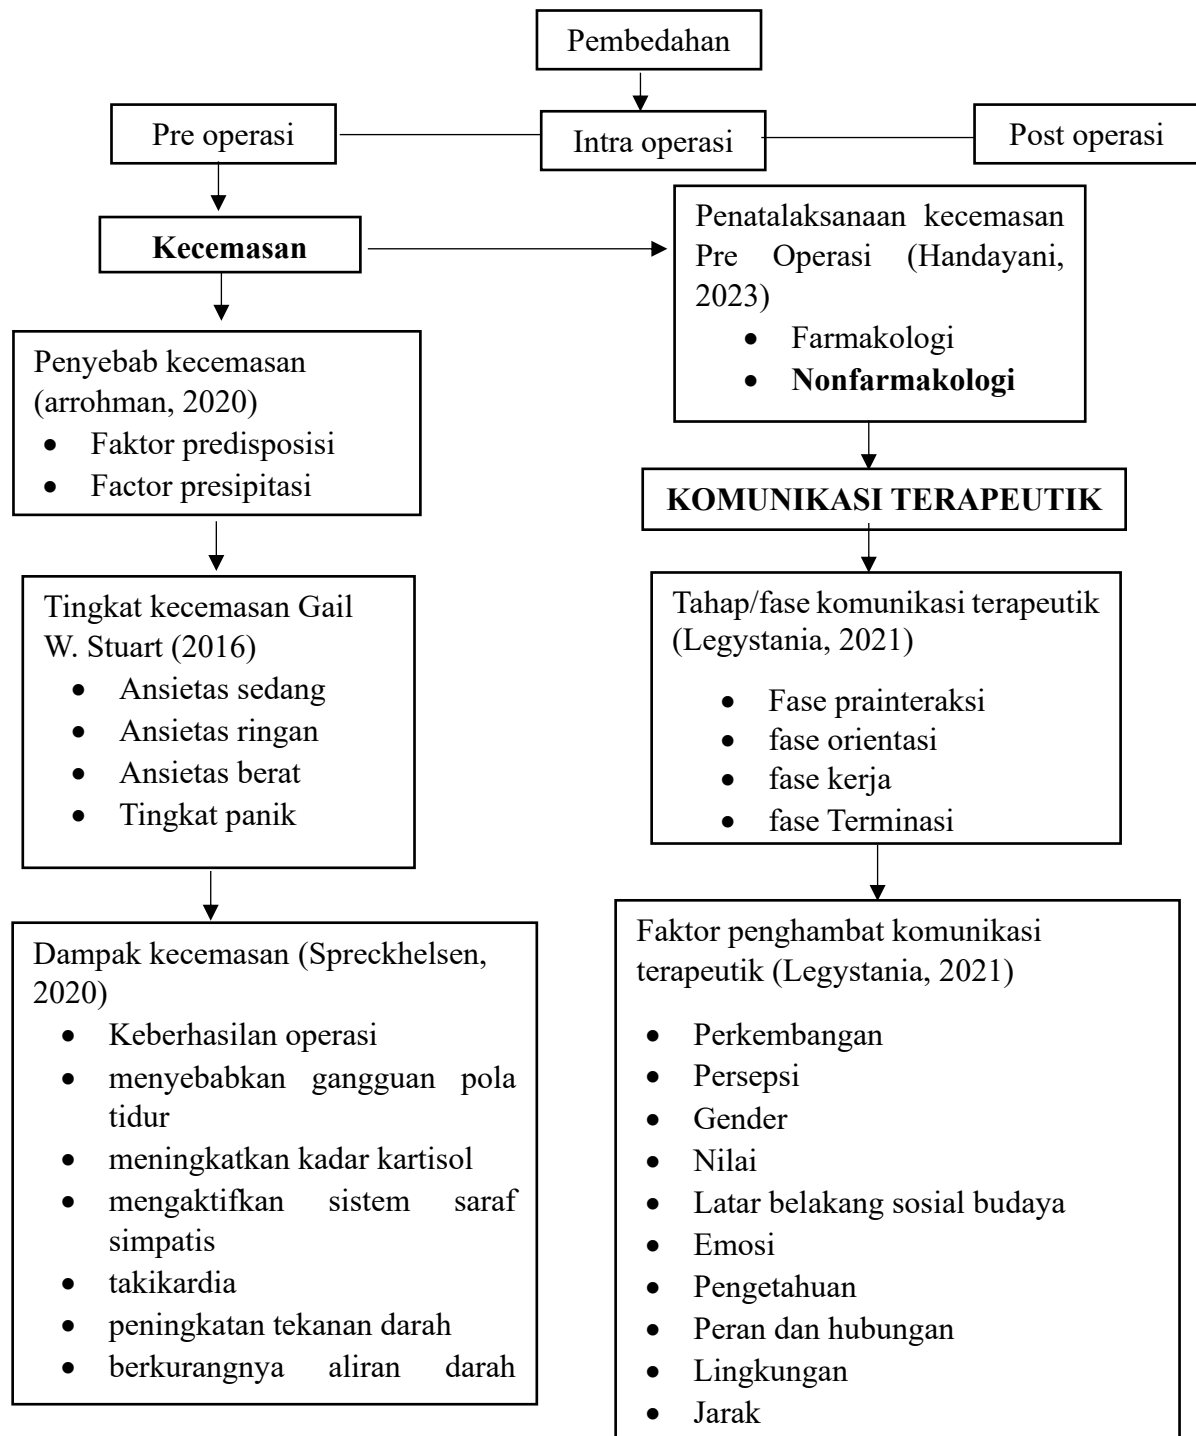 Pembedahan
Pre operasi
Intra operasi
Post operasi
Kecemasan
Penatalaksanaan kecemasan
Pre Operasi (Handayani,
2023)
• Farmakologi
• Nonfarmakologi
Penyebab kecemasan
(arrohman, 2020)
• Faktor predisposisi
• Factor presipitasi
KOMUNIKASI TERAPEUTIK
Tingkat kecemasan Gail
W. Stuart (2016)
• Ansietas sedang
• Ansietas ringan
• Ansietas berat
• Tingkat panik
Tahap/fase komunikasi terapeutik
(Legystania, 2021)
• Fase prainteraksi
• fase orientasi
• fase kerja
• fase Terminasi
Dampak kecemasan (Spreckhelsen,
2020)
• Keberhasilan operasi
• menyebabkan gangguan pola
tidur
• meningkatkan kadar kartisol
• mengaktifkan sistem saraf
simpatis
• takikardia
• peningkatan tekanan darah
• berkurangnya aliran darah
Faktor penghambat komunikasi
terapeutik (Legystania, 2021)
• Perkembangan
• Persepsi
• Gender
• Nilai
• Latar belakang sosial budaya
• Emosi
• Pengetahuan
• Peran dan hubungan
• Lingkungan
• Jarak